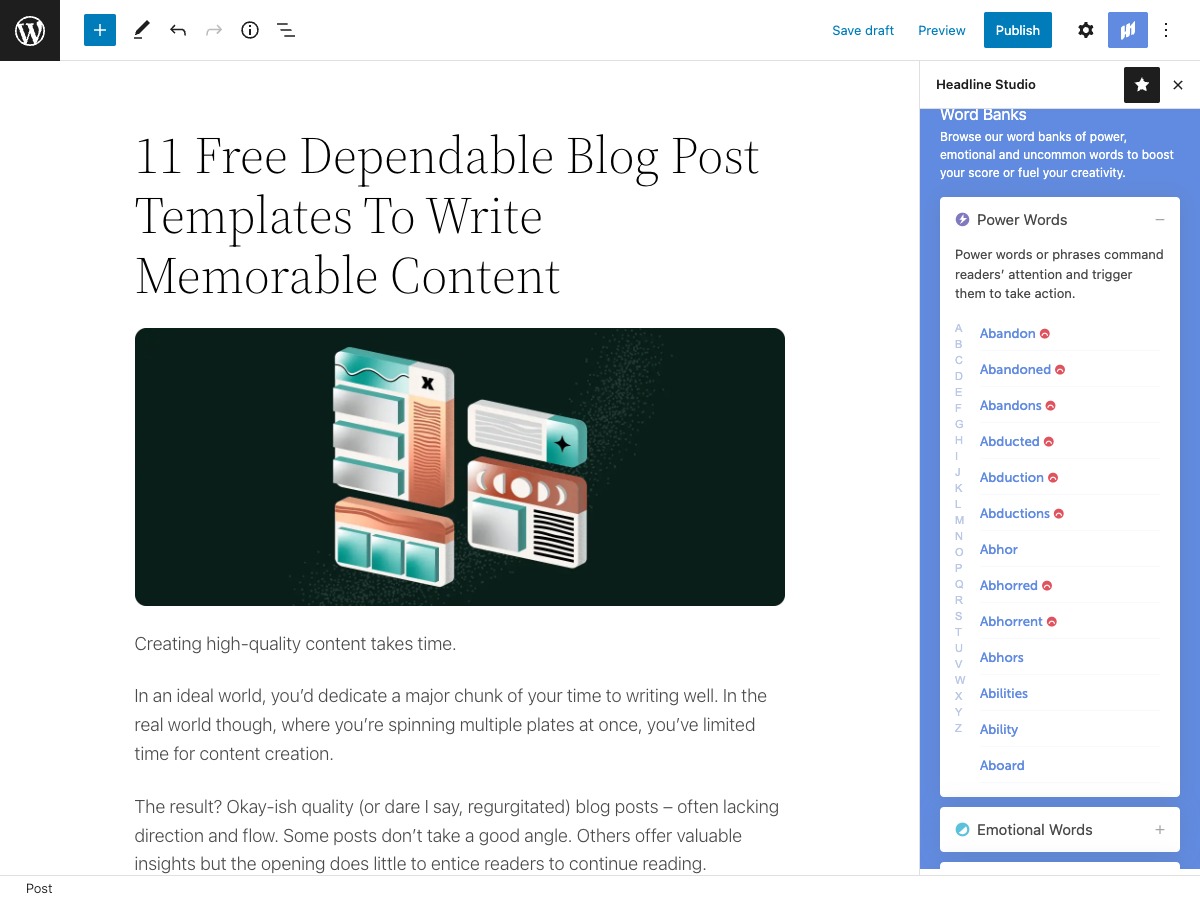 Save draft
Preview
Publish
Headline Studio
Word Banks
Browse our word banks of power,
emotional and uncommon words to boost
your score or fuel your creativity.
Power Words
Power words or phrases command
readers’ attention and trigger
them to take action.
A
B
C
D
E
F
G
H
I
J
K
L
M
N
O
P
Q
R
S
T
U
V
W
X
Y
Z
Abandon
Abandoned
Abandons
Abducted
Abduction
Abductions
Abhor
Abhorred
Abhorrent
Abhors
Abilities
Ability
Aboard
Emotional Words
11 Free Dependable Blog Post
Templates To Write
Memorable Content
X
Creating high-quality content takes time.
In an ideal world, you’d dedicate a major chunk of your time to writing well. In the
real world though, where you’re spinning multiple plates at once, you’ve limited
time for content creation.
The result? Okay-ish quality (or dare I say, regurgitated) blog posts – often lacking
direction and flow. Some posts don’t take a good angle. Others offer valuable
insights but the opening does little to entice readers to continue reading.
Post